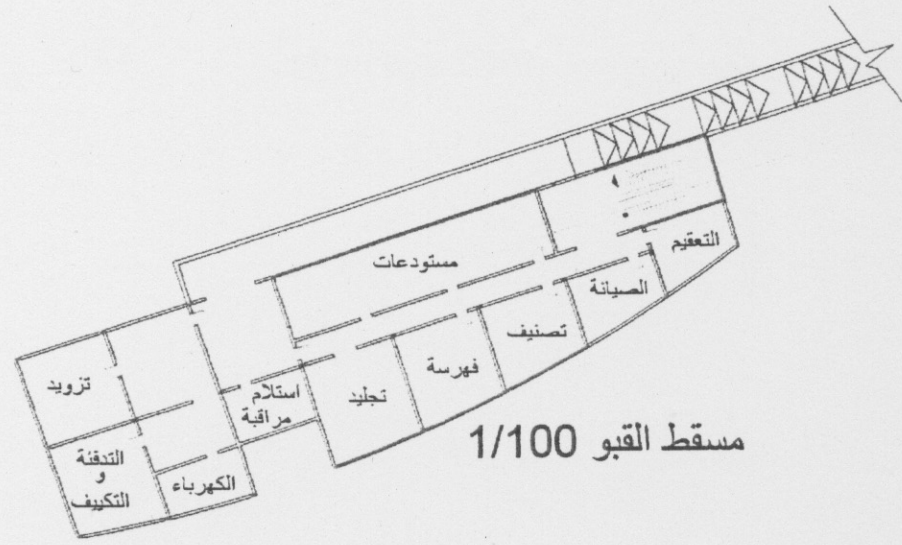 التعقيم
مستودعات
الصيانة
تصنيف
فهرسة
تجليد
استلام
مراقبة
تزويد
التدفئة
و
التكييف
الكهرباء
مسقط القبو 1/100